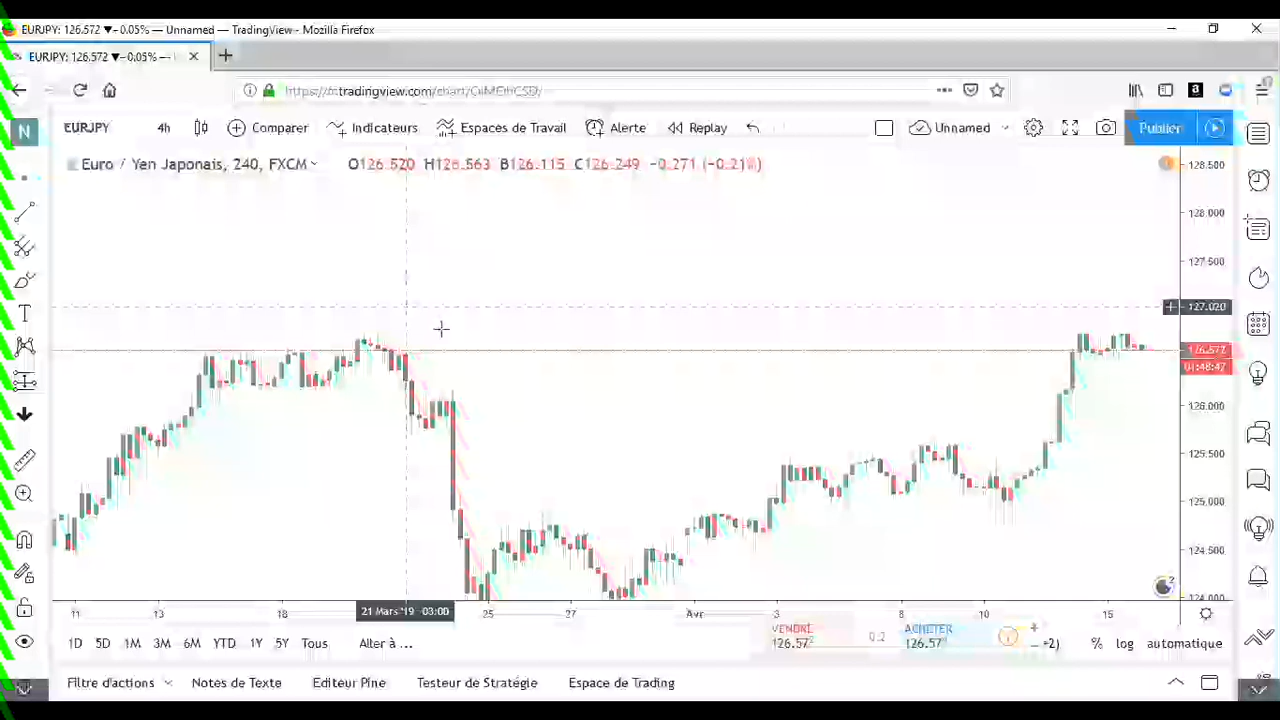 EURJPY: 126.572 ▼−0.05% — Unnamed — TradingView - Mozilla Firefox
EURJPY: 126.572 ▼−0.05% —
tradingview.com/chart/
N EURJPY 4h Comparer Indicateurs Espaces de Travail Alerte Replay Unnamed Publier
Euro / Yen Japonais, 240, FXCM O126.520 H126.563 B126.115 C126.249 −0.271 (−0.21%)
128.500
128.000
127.500
127.020
126.572
01:48:47
126.000
125.500
125.000
124.500
124.000
11 13 18 21 Mars '19 03:00 25 27 Avr 3 8 10 15
1D 5D 1M 3M 6M YTD 1Y 5Y Tous Aller à ... % log automatique
VENDRE ACHETER
126.57² 0.2 126.57²
Filtre d'actions Notes de Texte Editeur Pine Testeur de Stratégie Espace de Trading